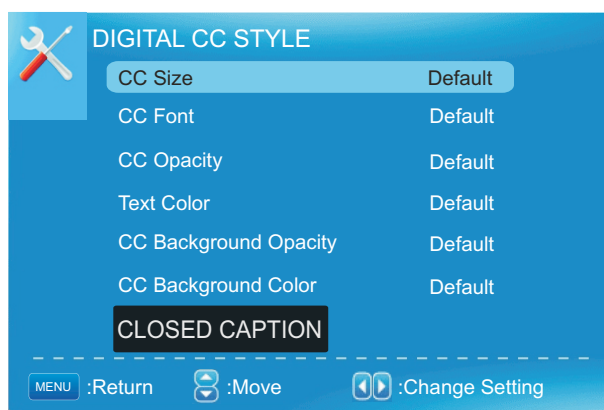 DIGITAL CC STYLE
CC Size Default
CC Font Default
CC Opacity Default
Text Color Default
CC Background Opacity Default
CC Background Color Default
CLOSED CAPTION
MENU :Return :Move :Change Setting